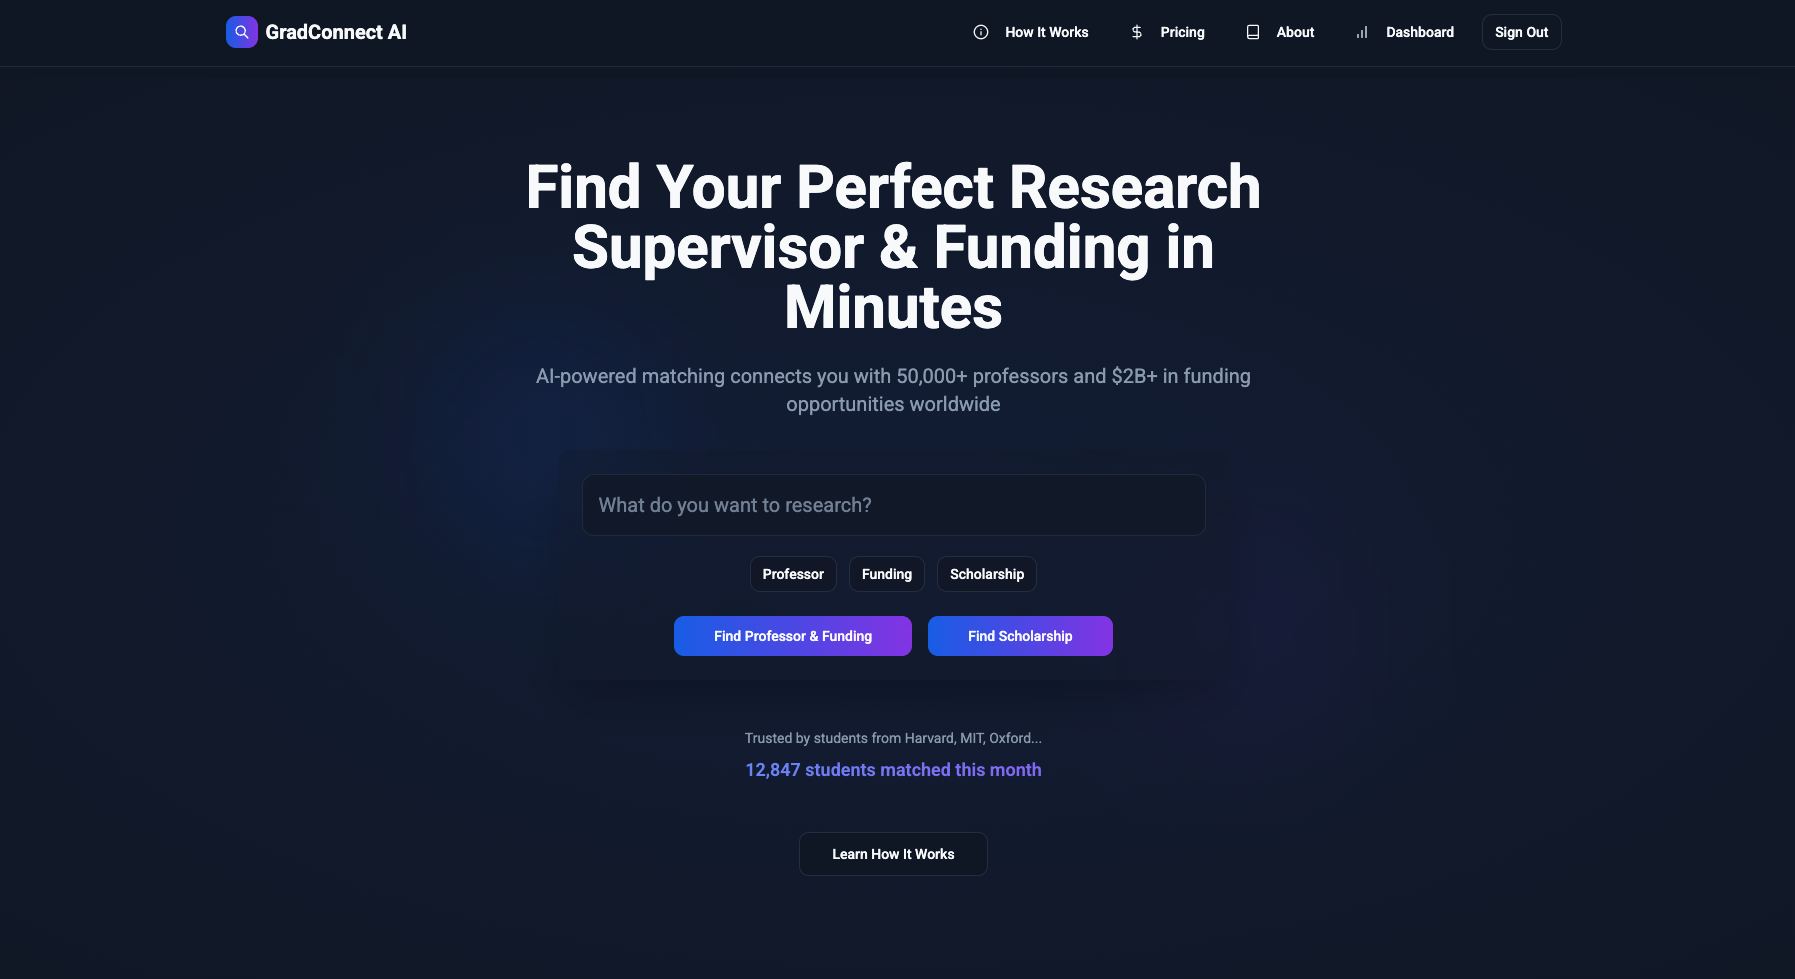 GradConnect AI
How It Works
Pricing
About
Dashboard
Sign Out
Find Your Perfect Research
Supervisor & Funding in
Minutes
AI-powered matching connects you with 50,000+ professors and $2B+ in funding
opportunities worldwide
What do you want to research?
Professor
Funding
Scholarship
Find Professor & Funding
Find Scholarship
Trusted by students from Harvard, MIT, Oxford...
12,847 students matched this month
Learn How It Works